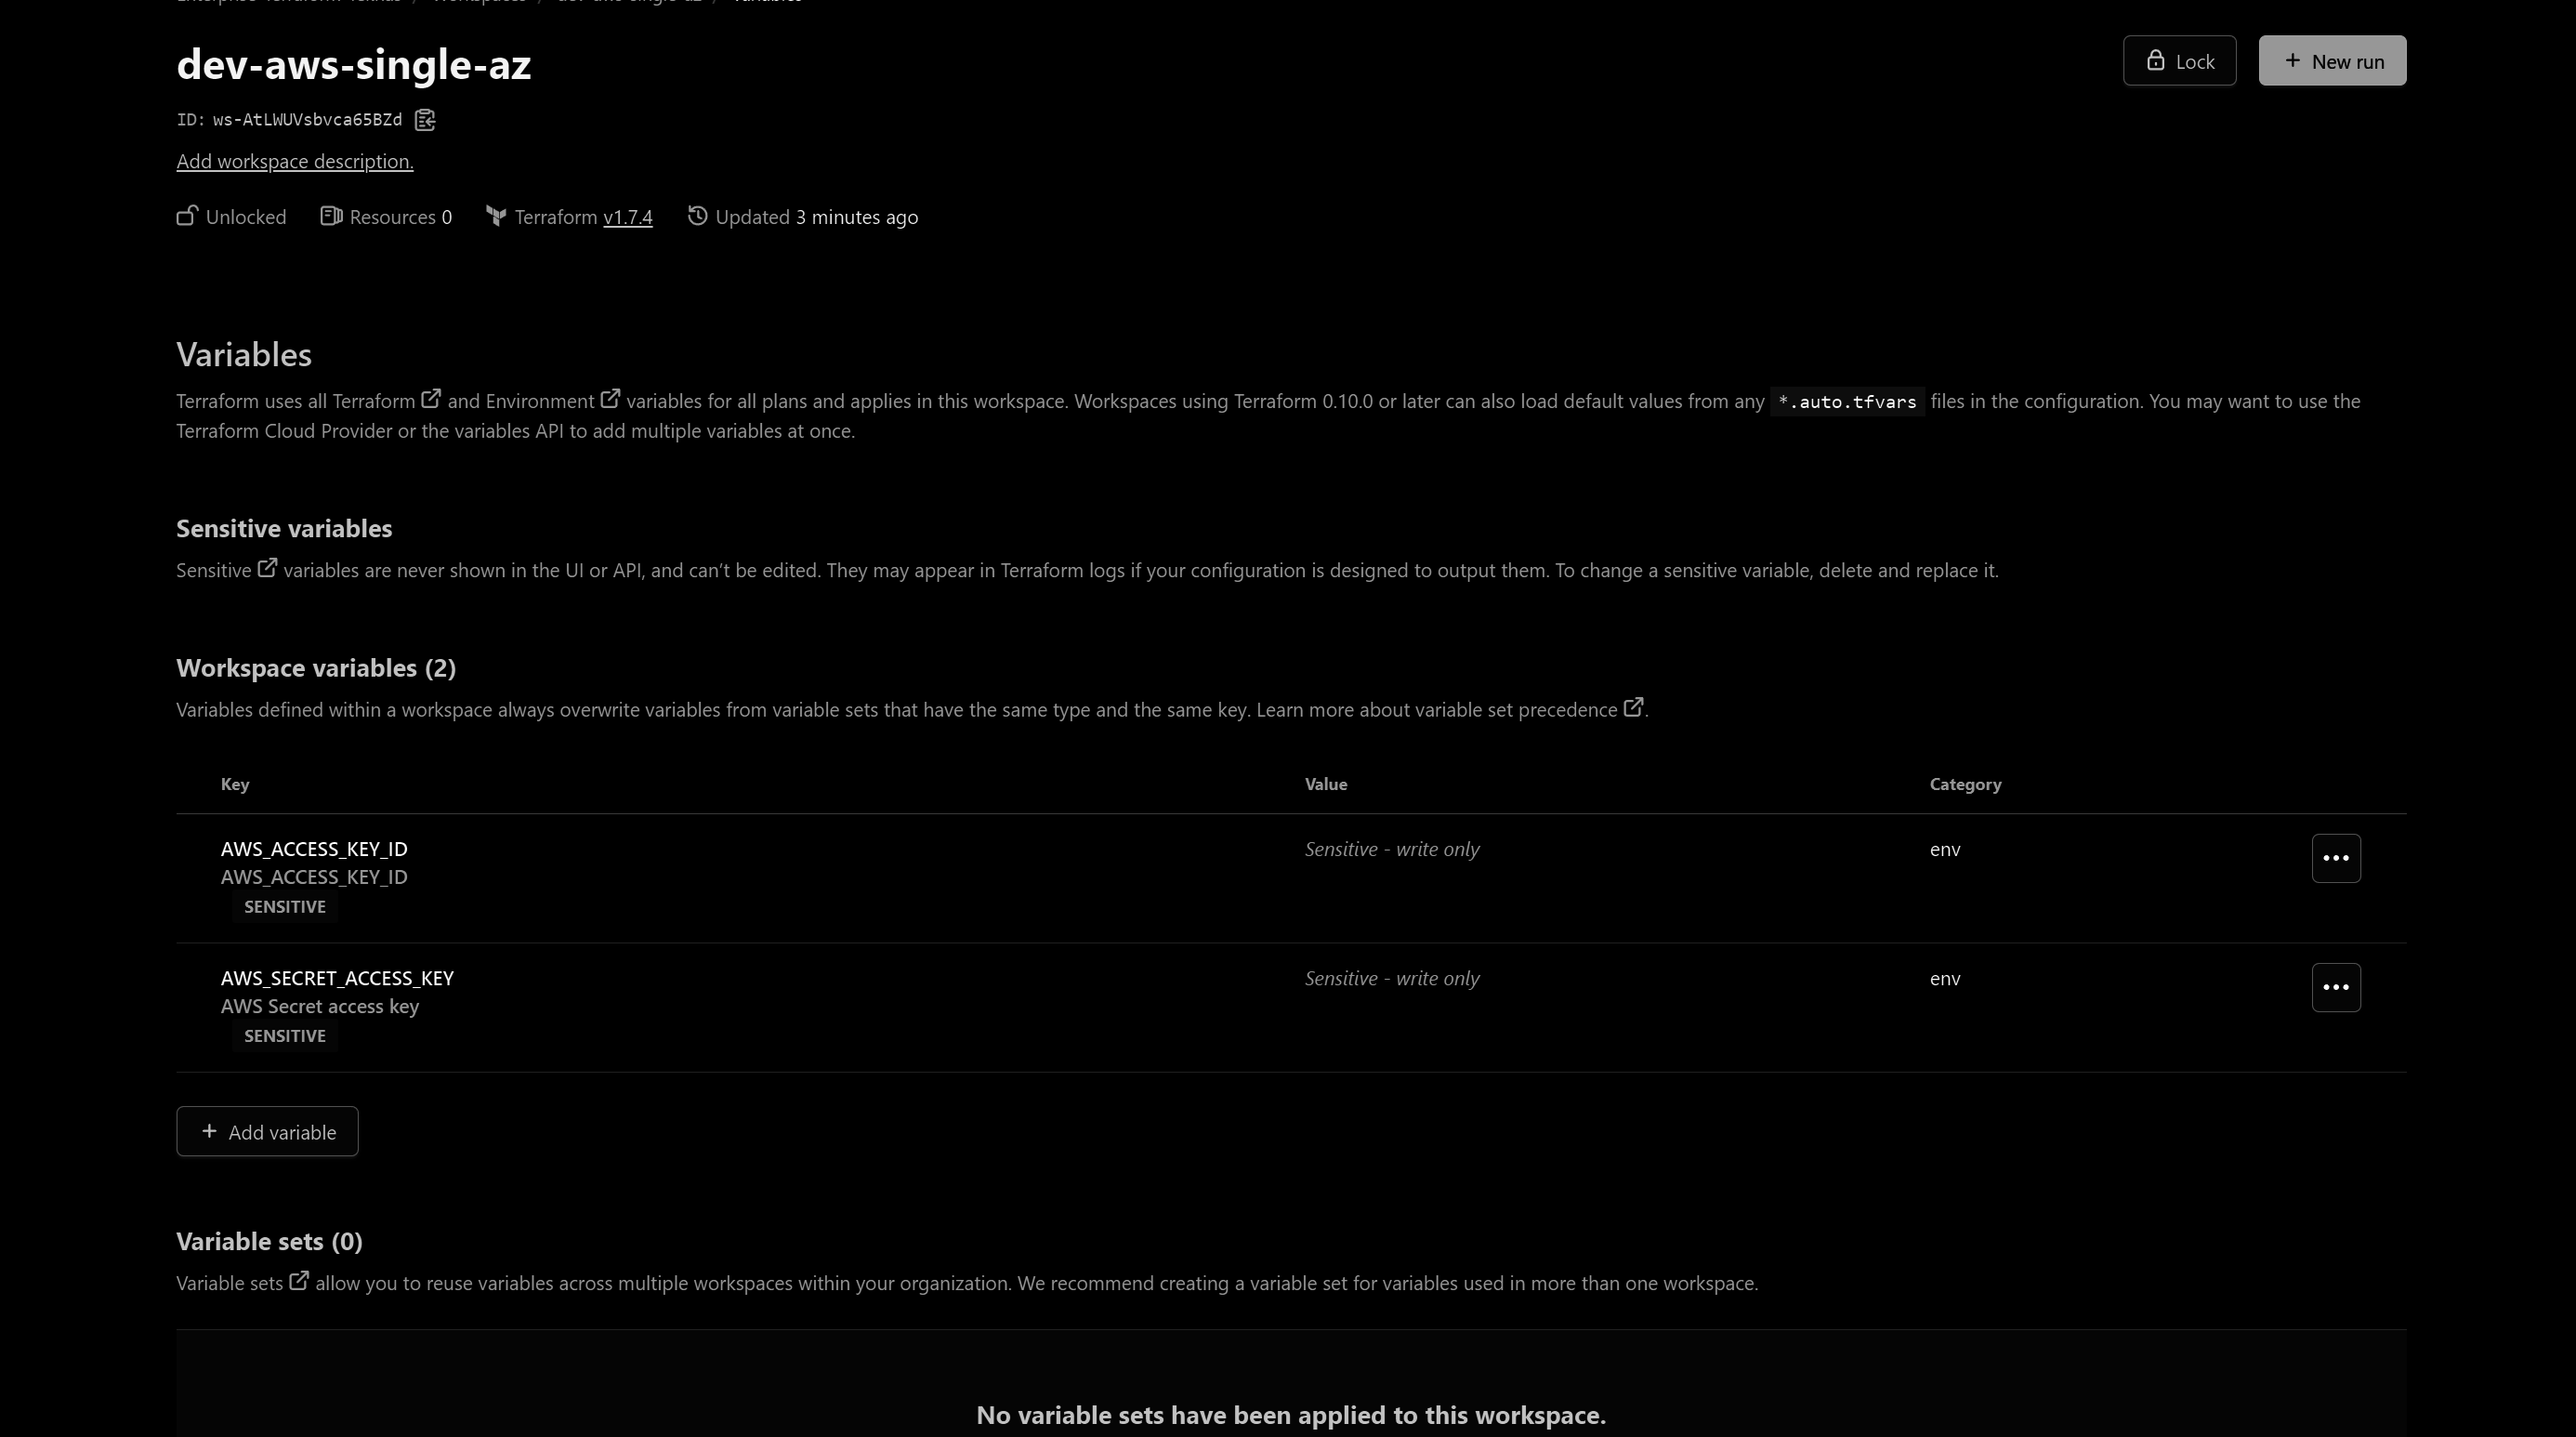 Workspaces / dev-aws-single-az / Variables
dev-aws-single-az
Lock
New run
ID: ws-AtLWUVsbvca65BZd
Add workspace description.
Unlocked
Resources 0
Terraform v1.7.4
Updated 3 minutes ago
Variables
Terraform uses all Terraform and Environment variables for all plans and applies in this workspace. Workspaces using Terraform 0.10.0 or later can also load default values from any *.auto.tfvars files in the configuration. You may want to use the
Terraform Cloud Provider or the variables API to add multiple variables at once.
Sensitive variables
Sensitive variables are never shown in the UI or API, and can’t be edited. They may appear in Terraform logs if your configuration is designed to output them. To change a sensitive variable, delete and replace it.
Workspace variables (2)
Variables defined within a workspace always overwrite variables from variable sets that have the same type and the same key. Learn more about variable set precedence .
Key Value Category
AWS_ACCESS_KEY_ID Sensitive - write only env
AWS_ACCESS_KEY_ID
SENSITIVE
AWS_SECRET_ACCESS_KEY Sensitive - write only env
AWS Secret access key
SENSITIVE
Add variable
Variable sets (0)
Variable sets allow you to reuse variables across multiple workspaces within your organization. We recommend creating a variable set for variables used in more than one workspace.
No variable sets have been applied to this workspace.